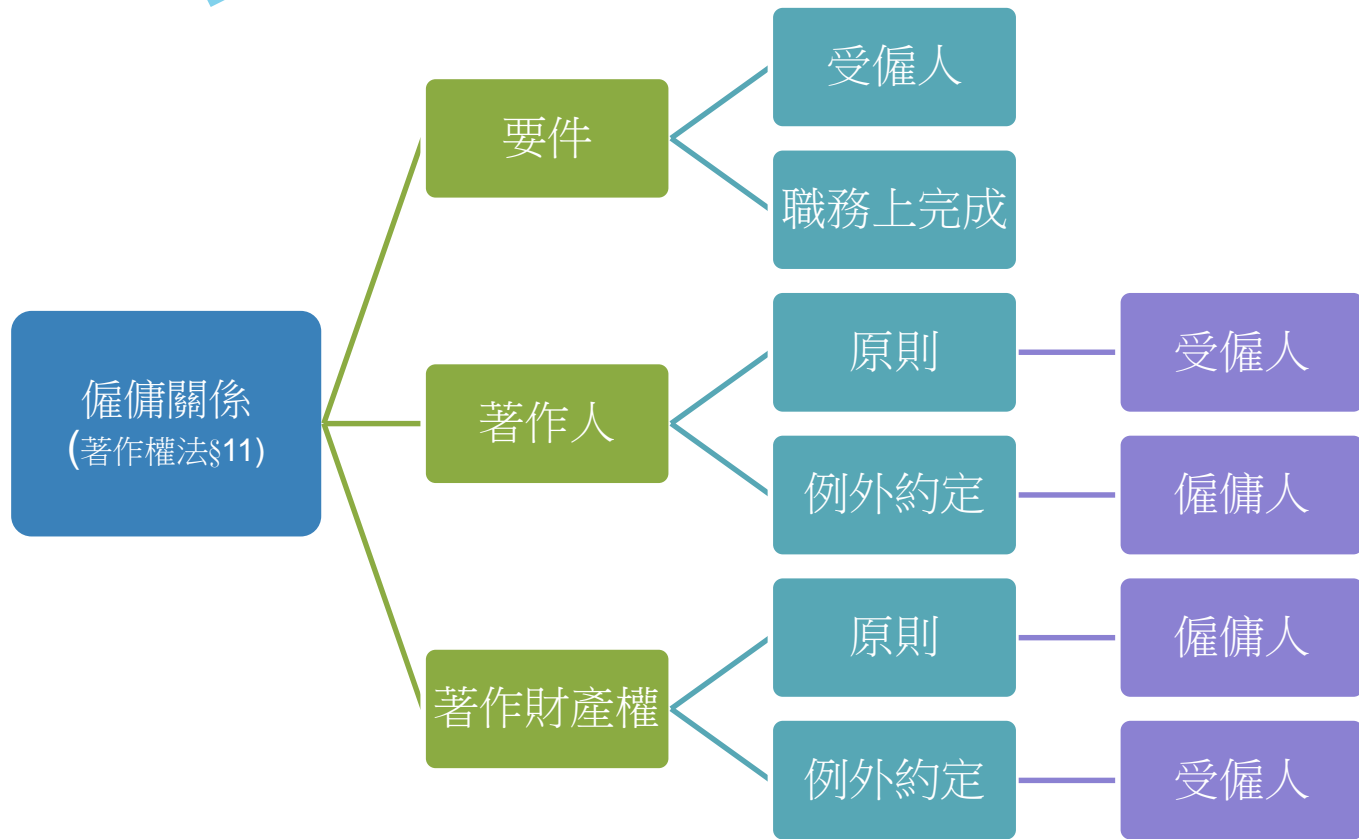 僱傭關係
(著作權法§11)
要件
受僱人
職務上完成
著作人
原則
受僱人
例外約定
僱傭人
著作財產權
原則
僱傭人
例外約定
受僱人